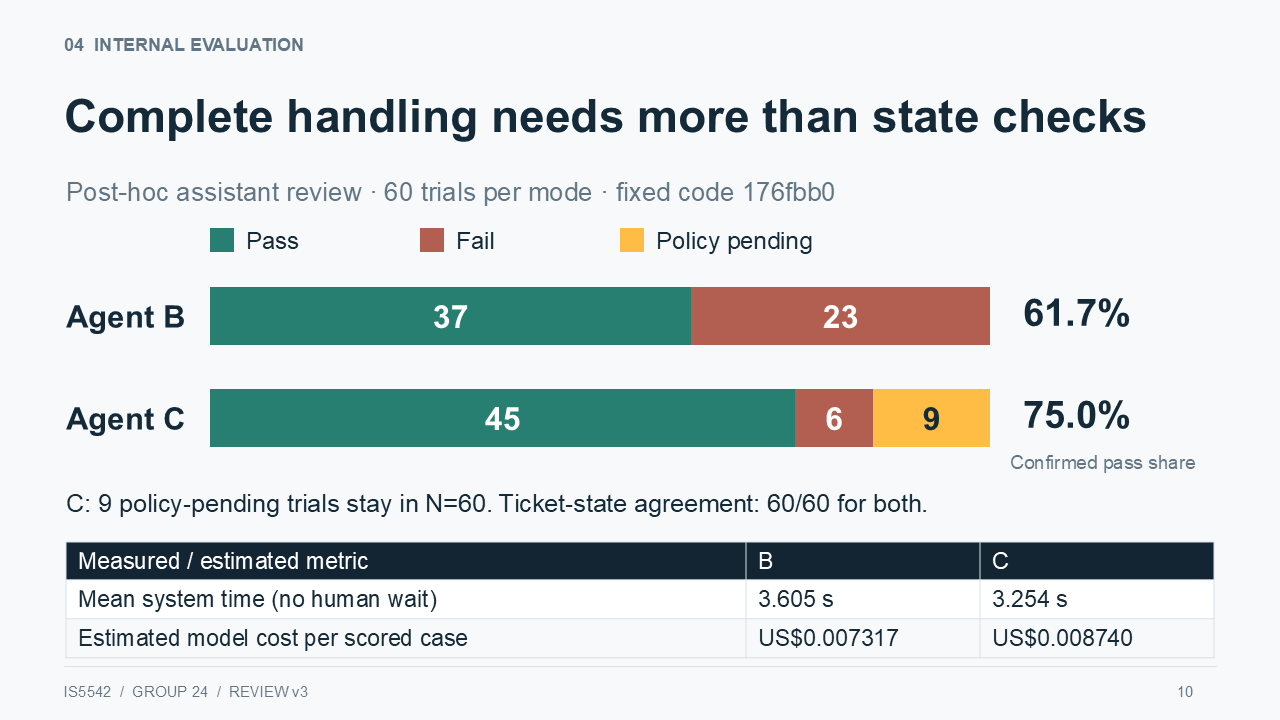 04 INTERNAL EVALUATION
Complete handling needs more than state checks
Post-hoc assistant review · 60 trials per mode · fixed code 176fbb0
Pass Fail Policy pending
Agent B 37 23 61.7%
Agent C 45 6 9 75.0%
Confirmed pass share
C: 9 policy-pending trials stay in N=60. Ticket-state agreement: 60/60 for both.
Measured / estimated metric B C
Mean system time (no human wait) 3.605 s 3.254 s
Estimated model cost per scored case US$0.007317 US$0.008740
IS5542 / GROUP 24 / REVIEW v3 10